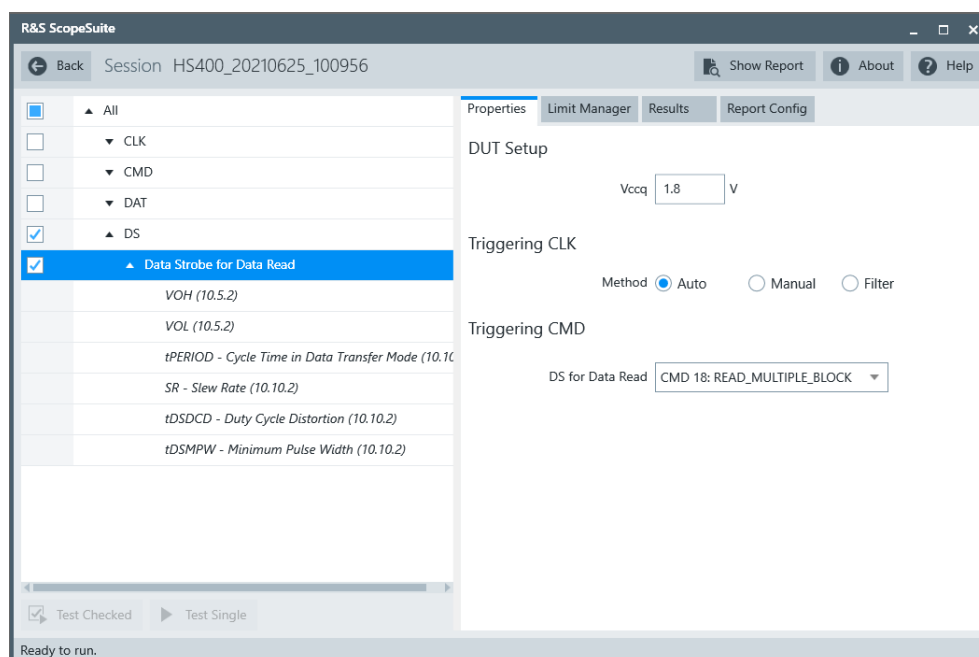 R&S ScopeSuite
Back Session HS400_20210625_100956 Show Report About Help
All
CLK
CMD
DAT
DS
Data Strobe for Data Read
VOH (10.5.2)
VOL (10.5.2)
tPERIOD - Cycle Time in Data Transfer Mode (10.10
SR - Slew Rate (10.10.2)
tDSDCD - Duty Cycle Distortion (10.10.2)
tDSMPW - Minimum Pulse Width (10.10.2)
Test Checked Test Single
Properties Limit Manager Results Report Config
DUT Setup
Vccq 1.8 V
Triggering CLK
Method Auto Manual Filter
Triggering CMD
DS for Data Read CMD 18: READ_MULTIPLE_BLOCK
Ready to run.